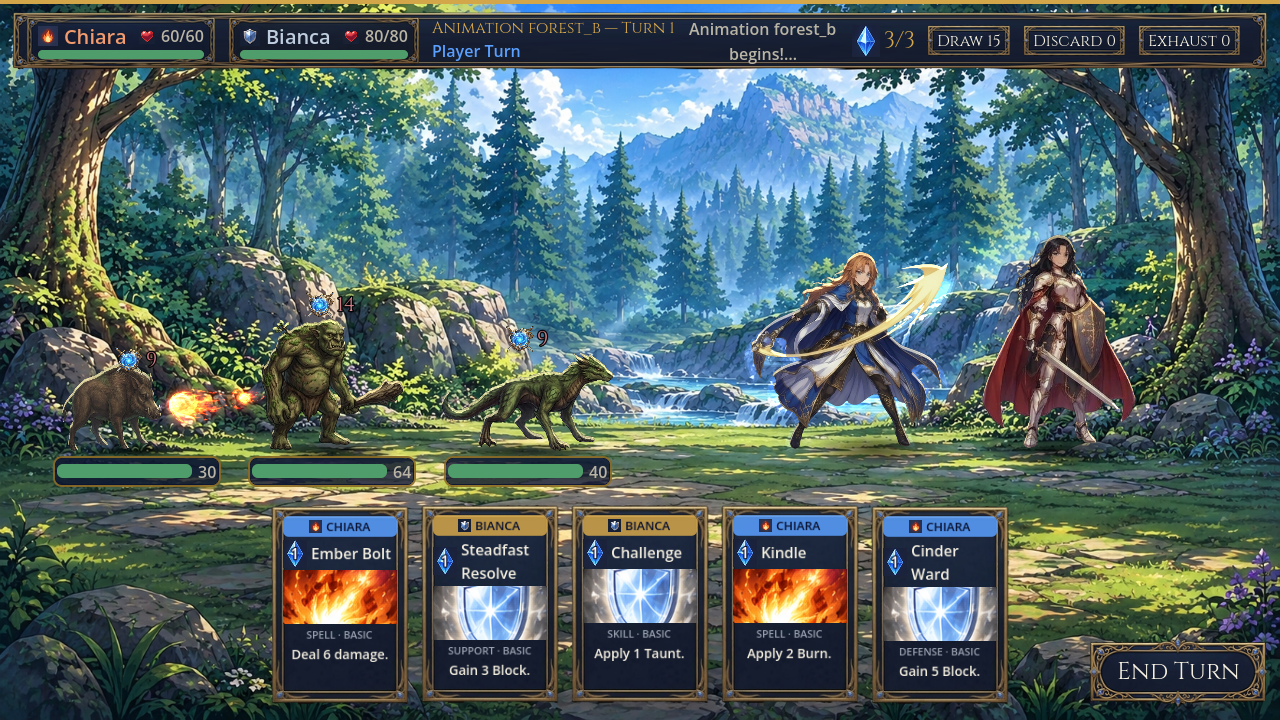 Chiara 60/60
Bianca 80/80
Animation forest_b — Turn 1
Player Turn
Animation forest_b
begins!...
3/3
Draw 15
Discard 0
Exhaust 0
9
14
9
30
64
40
CHIARA
1
Ember Bolt
SPELL · BASIC
Deal 6 damage.
BIANCA
1
Steadfast
Resolve
SUPPORT · BASIC
Gain 3 Block.
BIANCA
1
Challenge
SKILL · BASIC
Apply 1 Taunt.
CHIARA
1
Kindle
SPELL · BASIC
Apply 2 Burn.
CHIARA
1
Cinder
Ward
DEFENSE · BASIC
Gain 5 Block.
End Turn